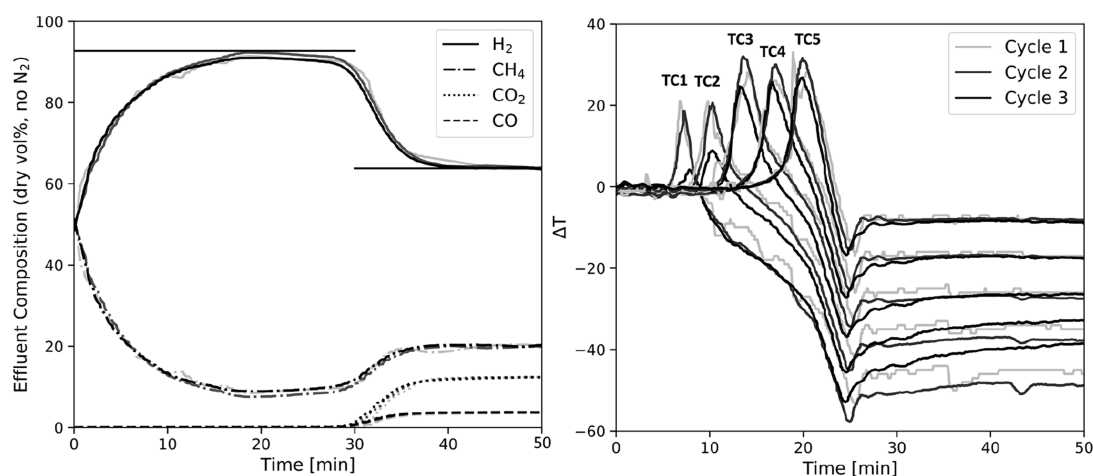 100
80
60
40
20
0
Effluent Composition (dry vol%, no N₂)
H₂
CH₄
CO₂
CO
0 10 20 30 40 50
Time [min]
40
20
0
−20
−40
−60
ΔT
TC1 TC2 TC3 TC4 TC5
Cycle 1
Cycle 2
Cycle 3
0 10 20 30 40 50
Time [min]